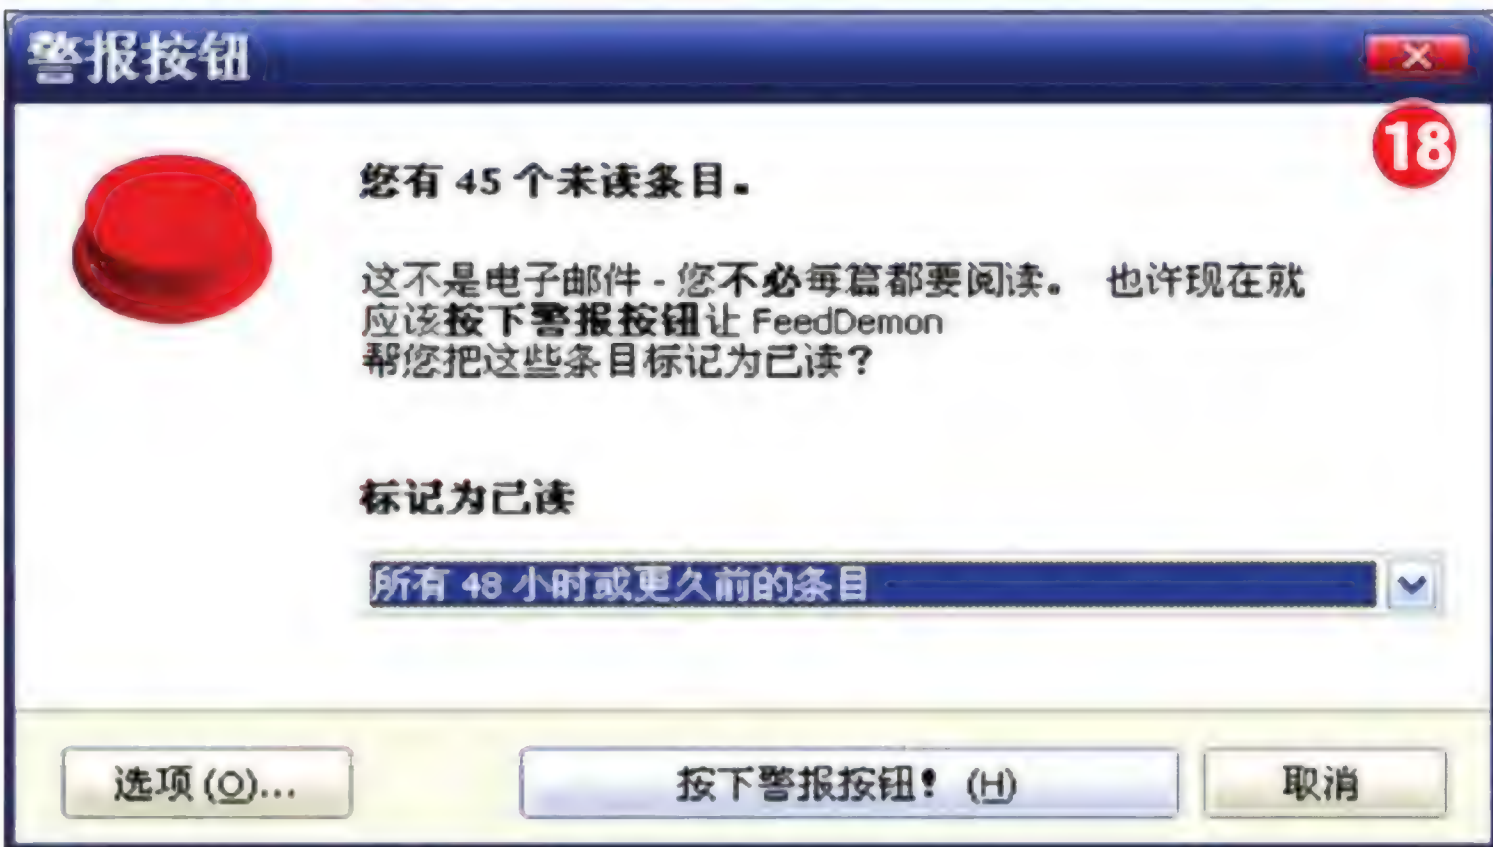 警报按钮
18
您有 45 个未读条目。
这不是电子邮件 - 您不必每篇都要阅读。 也许现在就
应该按下警报按钮让 FeedDemon
帮您把这些条目标记为已读？
标记为已读
所有 48 小时或更久前的条目
选项(O)...
按下警报按钮！(H)
取消